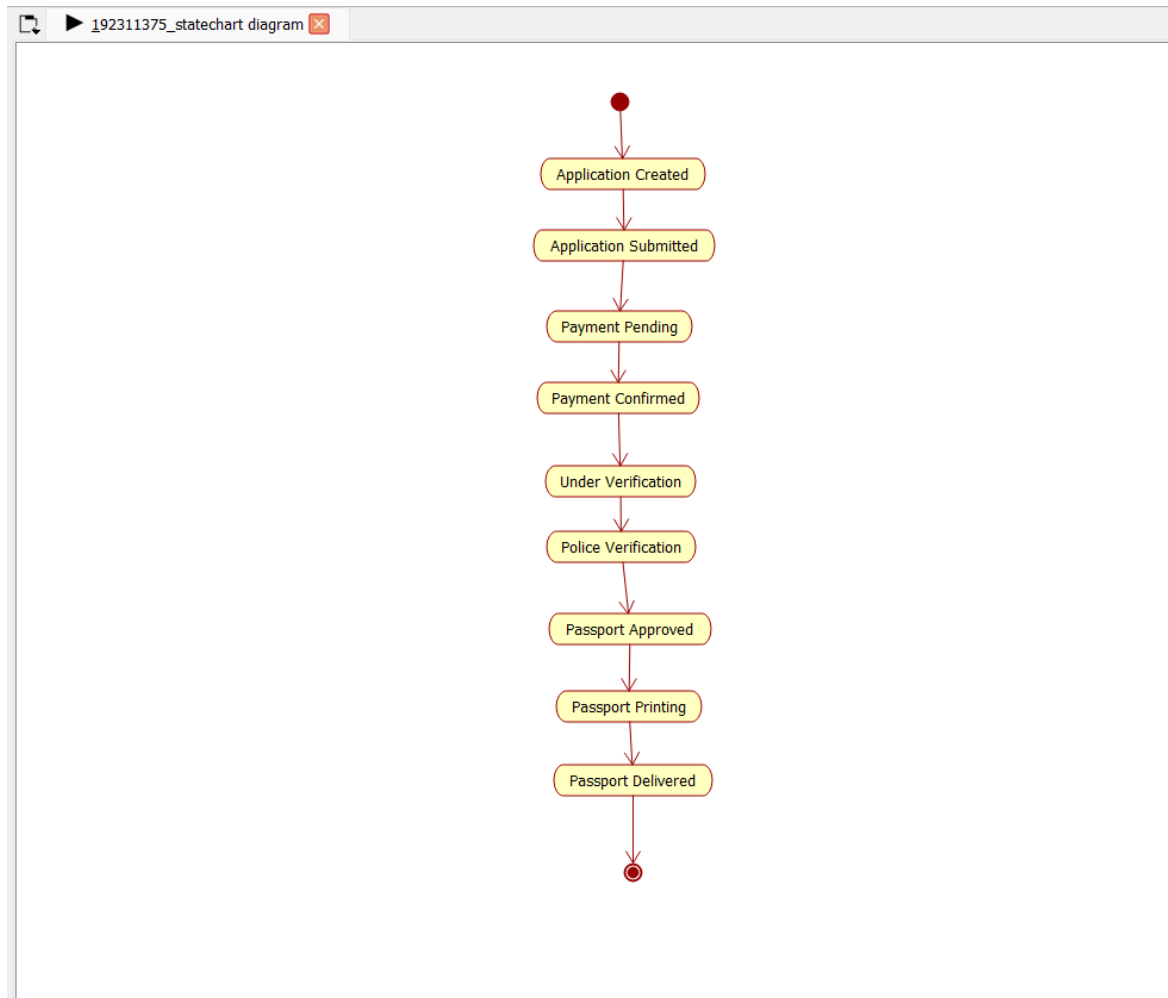 192311375_statechart diagram
Application Created
Application Submitted
Payment Pending
Payment Confirmed
Under Verification
Police Verification
Passport Approved
Passport Printing
Passport Delivered